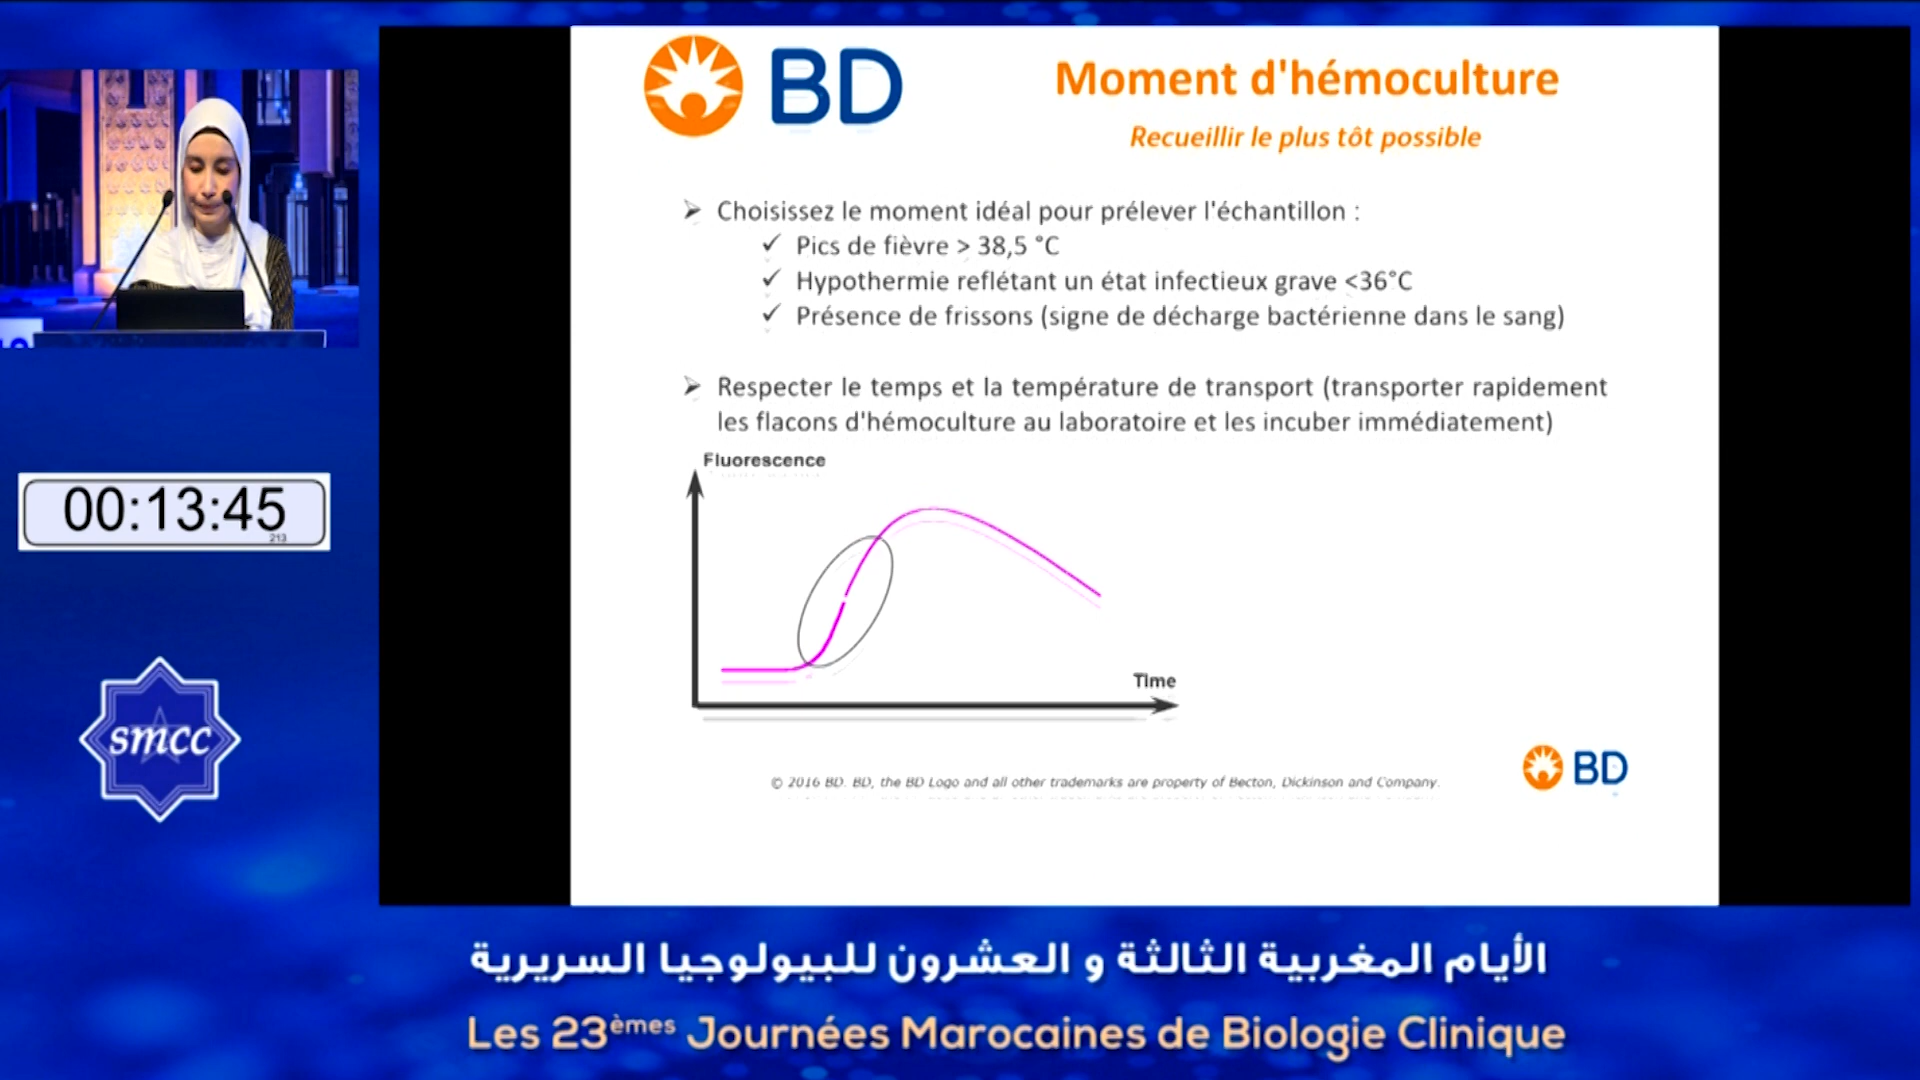 BD
Moment d'hémoculture
Recueillir le plus tôt possible
Choisissez le moment idéal pour prélever l'échantillon :
Pics de fièvre > 38,5 °C
Hypothermie reflétant un état infectieux grave <36°C
Présence de frissons (signe de décharge bactérienne dans le sang)
Respecter le temps et la température de transport (transporter rapidement
les flacons d'hémoculture au laboratoire et les incuber immédiatement)
Fluorescence
Time
© 2016 BD. BD, the BD Logo and all other trademarks are property of Becton, Dickinson and Company.
BD
00:13:45
213
smcc
الأيام المغربية الثالثة و العشرون للبيولوجيا السريرية
Les 23èmes Journées Marocaines de Biologie Clinique